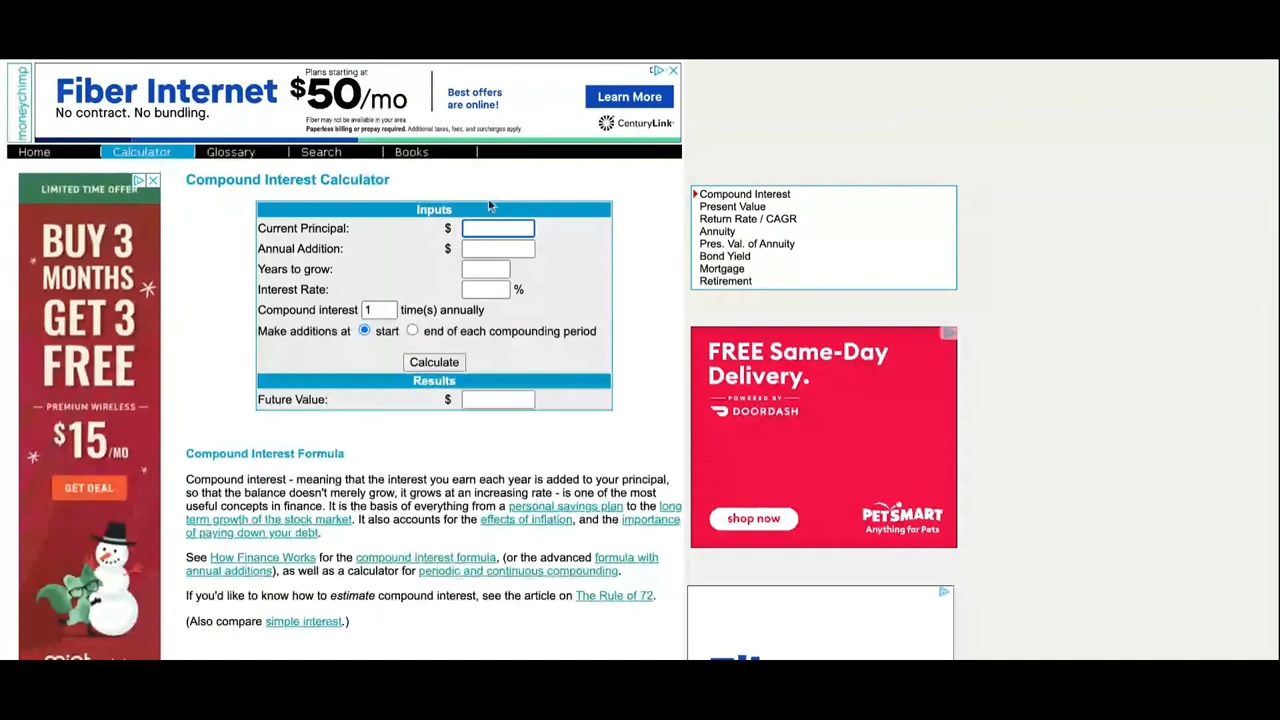 moneychimp
Fiber Internet
No contract. No bundling.
Plans starting at
$50/mo
Fiber may not be available in your area.
Paperless billing or prepay required. Additional taxes, fees, and surcharges apply.
Best offers
are online!
Learn More
CenturyLink
Home
Calculator
Glossary
Search
Books
LIMITED TIME OFFER
BUY 3
MONTHS
GET 3
FREE
PREMIUM WIRELESS
$15/MO
GET DEAL
Compound Interest Calculator
Inputs
Current Principal: $
Annual Addition: $
Years to grow:
Interest Rate: %
Compound interest 1 time(s) annually
Make additions at start end of each compounding period
Calculate
Results
Future Value: $
Compound Interest Formula
Compound interest - meaning that the interest you earn each year is added to your principal,
so that the balance doesn't merely grow, it grows at an increasing rate - is one of the most
useful concepts in finance. It is the basis of everything from a personal savings plan to the long
term growth of the stock market. It also accounts for the effects of inflation, and the importance
of paying down your debt.
See How Finance Works for the compound interest formula, (or the advanced formula with
annual additions), as well as a calculator for periodic and continuous compounding.
If you'd like to know how to estimate compound interest, see the article on The Rule of 72.
(Also compare simple interest.)
Compound Interest
Present Value
Return Rate / CAGR
Annuity
Pres. Val. of Annuity
Bond Yield
Mortgage
Retirement
FREE Same-Day
Delivery.
POWERED BY
DOORDASH
shop now
PETSMART
Anything for Pets